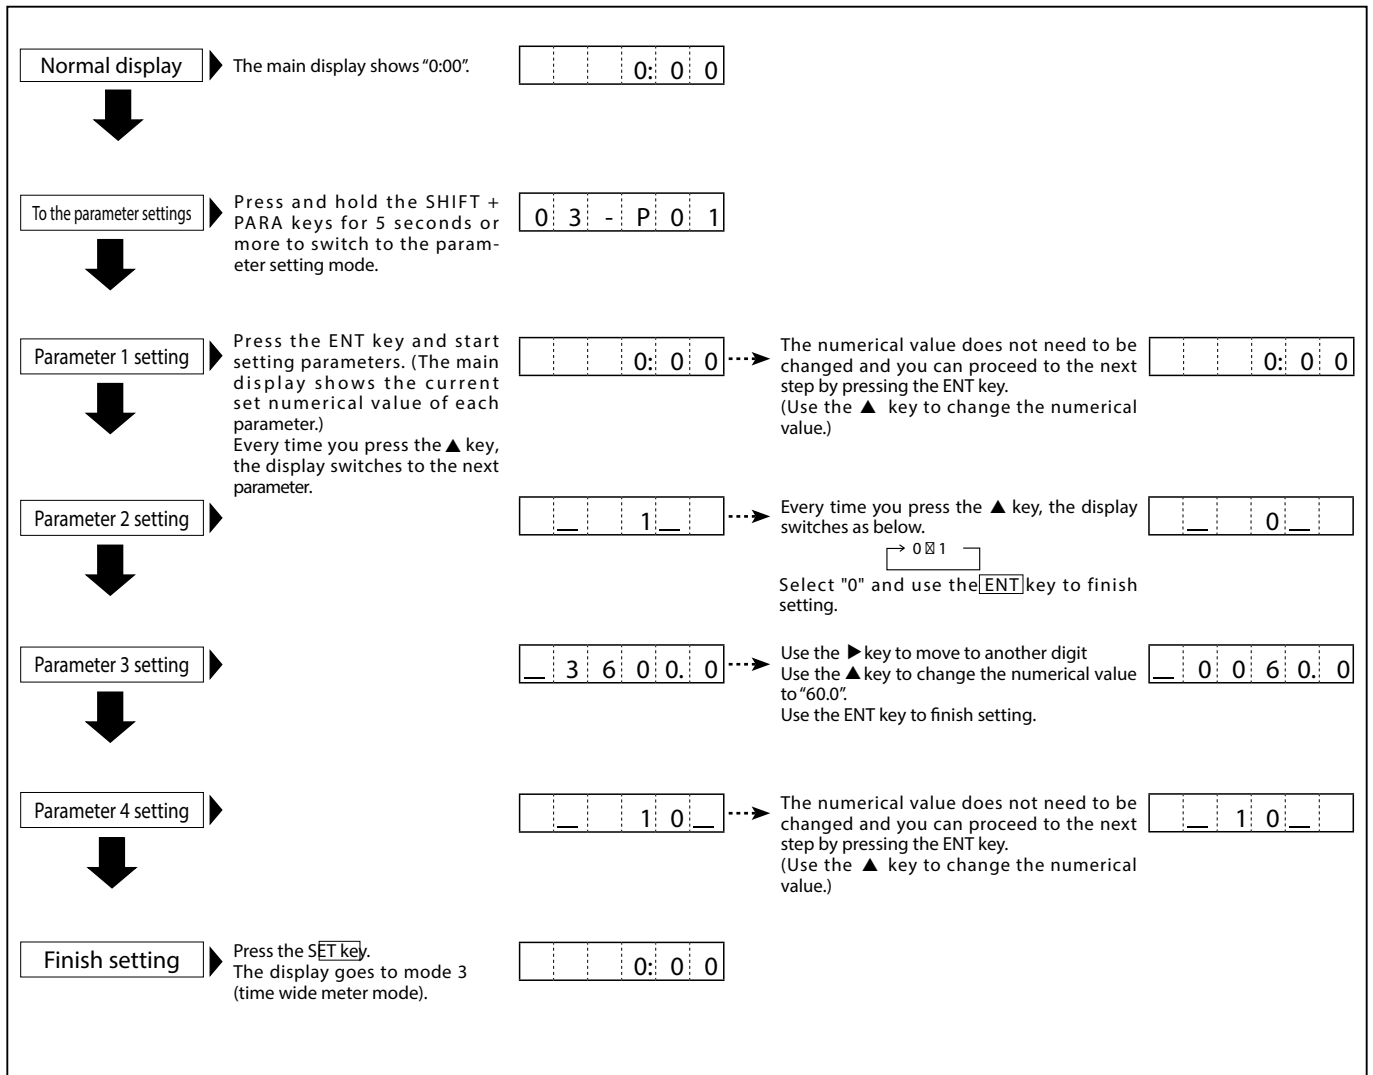 Normal display
The main display shows “0:00”.
0:00
To the parameter settings
Press and hold the SHIFT +
PARA keys for 5 seconds or
more to switch to the param-
eter setting mode.
03-P01
Parameter 1 setting
Press the ENT key and start
setting parameters. (The main
display shows the current
set numerical value of each
parameter.)
Every time you press the ▲ key,
the display switches to the next
parameter.
0:00
The numerical value does not need to be
changed and you can proceed to the next
step by pressing the ENT key.
(Use the ▲ key to change the numerical
value.)
0:00
Parameter 2 setting
_ 1_
Every time you press the ▲ key, the display
switches as below.
0☒1
Select "0" and use the ENT key to finish
setting.
_ 0_
Parameter 3 setting
_3600.0
Use the ▶ key to move to another digit
Use the ▲ key to change the numerical value
to “60.0”.
Use the ENT key to finish setting.
_0060.0
Parameter 4 setting
_ 10_
The numerical value does not need to be
changed and you can proceed to the next
step by pressing the ENT key.
(Use the ▲ key to change the numerical
value.)
_10_
Finish setting
Press the SET key.
The display goes to mode 3
(time wide meter mode).
0:00